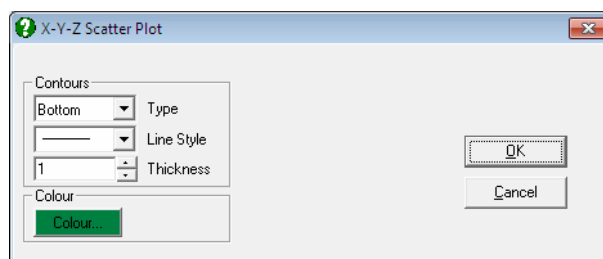 X-Y-Z Scatter Plot
Contours
Bottom Type
Line Style
1 Thickness
Colour
Colour...
OK
Cancel